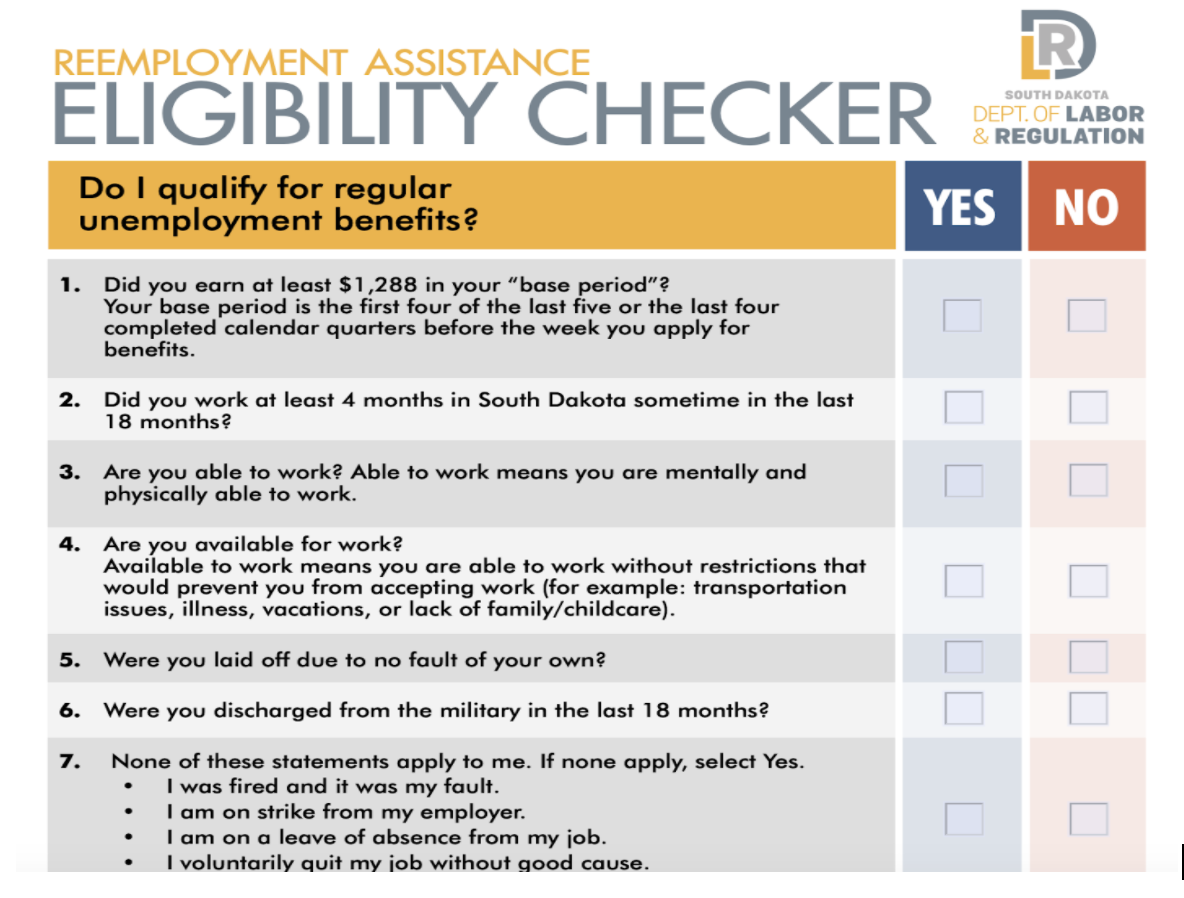 REEMPLOYMENT ASSISTANCE
ELIGIBILITY CHECKER
DR
SOUTH DAKOTA
DEPT. OF LABOR
& REGULATION
Do I qualify for regular
unemployment benefits?
YES
NO
1. Did you earn at least $1,288 in your “base period”?
Your base period is the first four of the last five or the last four
completed calendar quarters before the week you apply for
benefits.
2. Did you work at least 4 months in South Dakota sometime in the last
18 months?
3. Are you able to work? Able to work means you are mentally and
physically able to work.
4. Are you available for work?
Available to work means you are able to work without restrictions that
would prevent you from accepting work (for example: transportation
issues, illness, vacations, or lack of family/childcare).
5. Were you laid off due to no fault of your own?
6. Were you discharged from the military in the last 18 months?
7. None of these statements apply to me. If none apply, select Yes.
• I was fired and it was my fault.
• I am on strike from my employer.
• I am on a leave of absence from my job.
• I voluntarily quit my job without good cause.